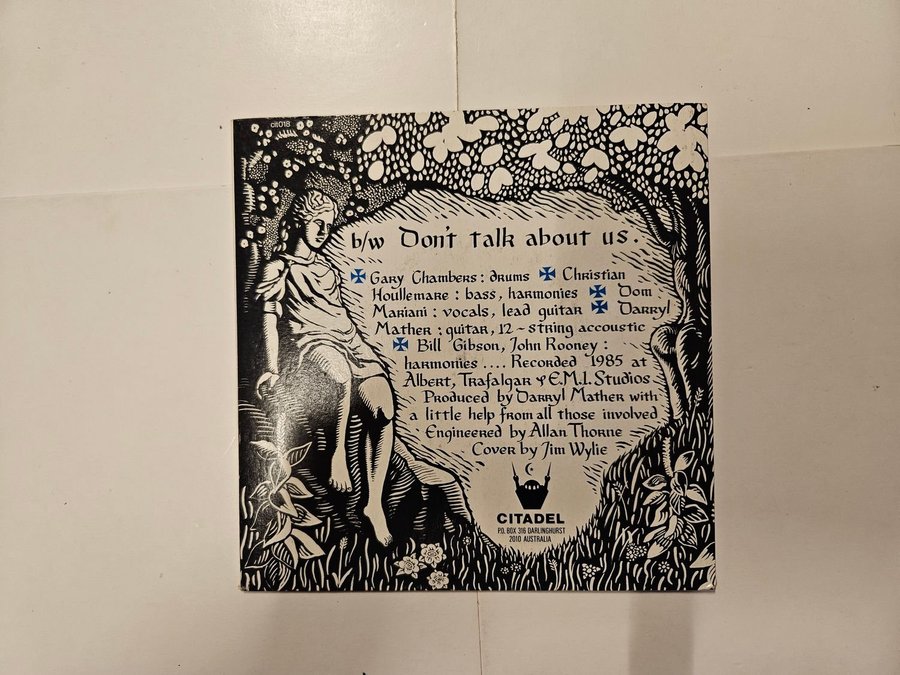 cit018
b/w Don't talk about us.
✠ Gary Chambers : drums ✠ Christian
Houllemare : bass, harmonies ✠ Dom
Mariani : vocals, lead guitar ✠ Darryl
Mather : guitar, 12-string accoustic
✠ Bill Gibson, John Rooney :
harmonies .... Recorded 1985 at
Albert, Trafalgar & E.M.I. Studios
Produced by Darryl Mather with
a little help from all those involved
Engineered by Allan Thorne
Cover by Jim Wylie
CITADEL
P.O. BOX 316 DARLINGHURST
2010 AUSTRALIA